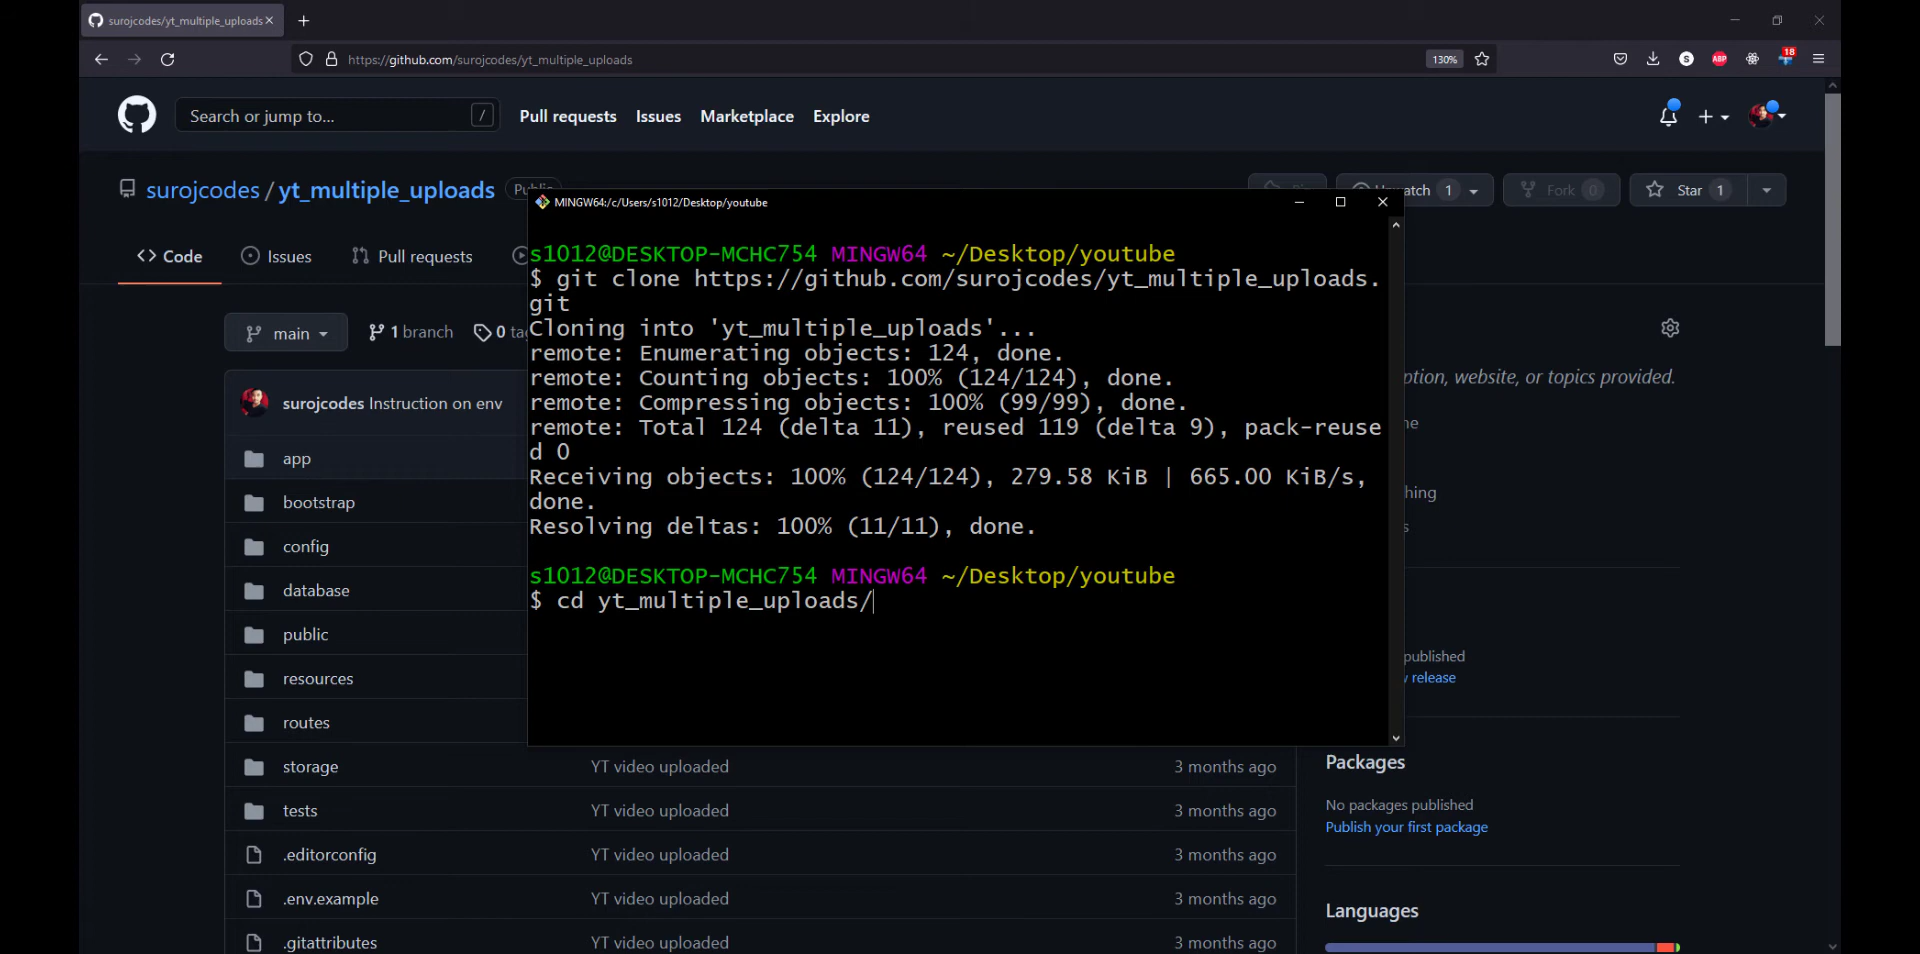 surojcodes/yt_multiple_uploads
https://github.com/surojcodes/yt_multiple_uploads
130%
S
ABP
18
Search or jump to...
/
Pull requests
Issues
Marketplace
Explore
surojcodes / yt_multiple_uploads
Fork 0
Star 1
1
Code
Issues
Pull requests
main
1 branch
0
surojcodes Instruction on env
app
bootstrap
config
database
public
resources
routes
storage YT video uploaded 3 months ago
tests YT video uploaded 3 months ago
.editorconfig YT video uploaded 3 months ago
.env.example YT video uploaded 3 months ago
.gitattributes YT video uploaded 3 months ago
MINGW64:/c/Users/s1012/Desktop/youtube
s1012@DESKTOP-MCHC754 MINGW64 ~/Desktop/youtube
$ git clone https://github.com/surojcodes/yt_multiple_uploads.
git
Cloning into 'yt_multiple_uploads'...
remote: Enumerating objects: 124, done.
remote: Counting objects: 100% (124/124), done.
remote: Compressing objects: 100% (99/99), done.
remote: Total 124 (delta 11), reused 119 (delta 9), pack-reuse
d 0
Receiving objects: 100% (124/124), 279.58 KiB | 665.00 KiB/s,
done.
Resolving deltas: 100% (11/11), done.
s1012@DESKTOP-MCHC754 MINGW64 ~/Desktop/youtube
$ cd yt_multiple_uploads/
website, or topics provided.
published
release
Packages
No packages published
Publish your first package
Languages